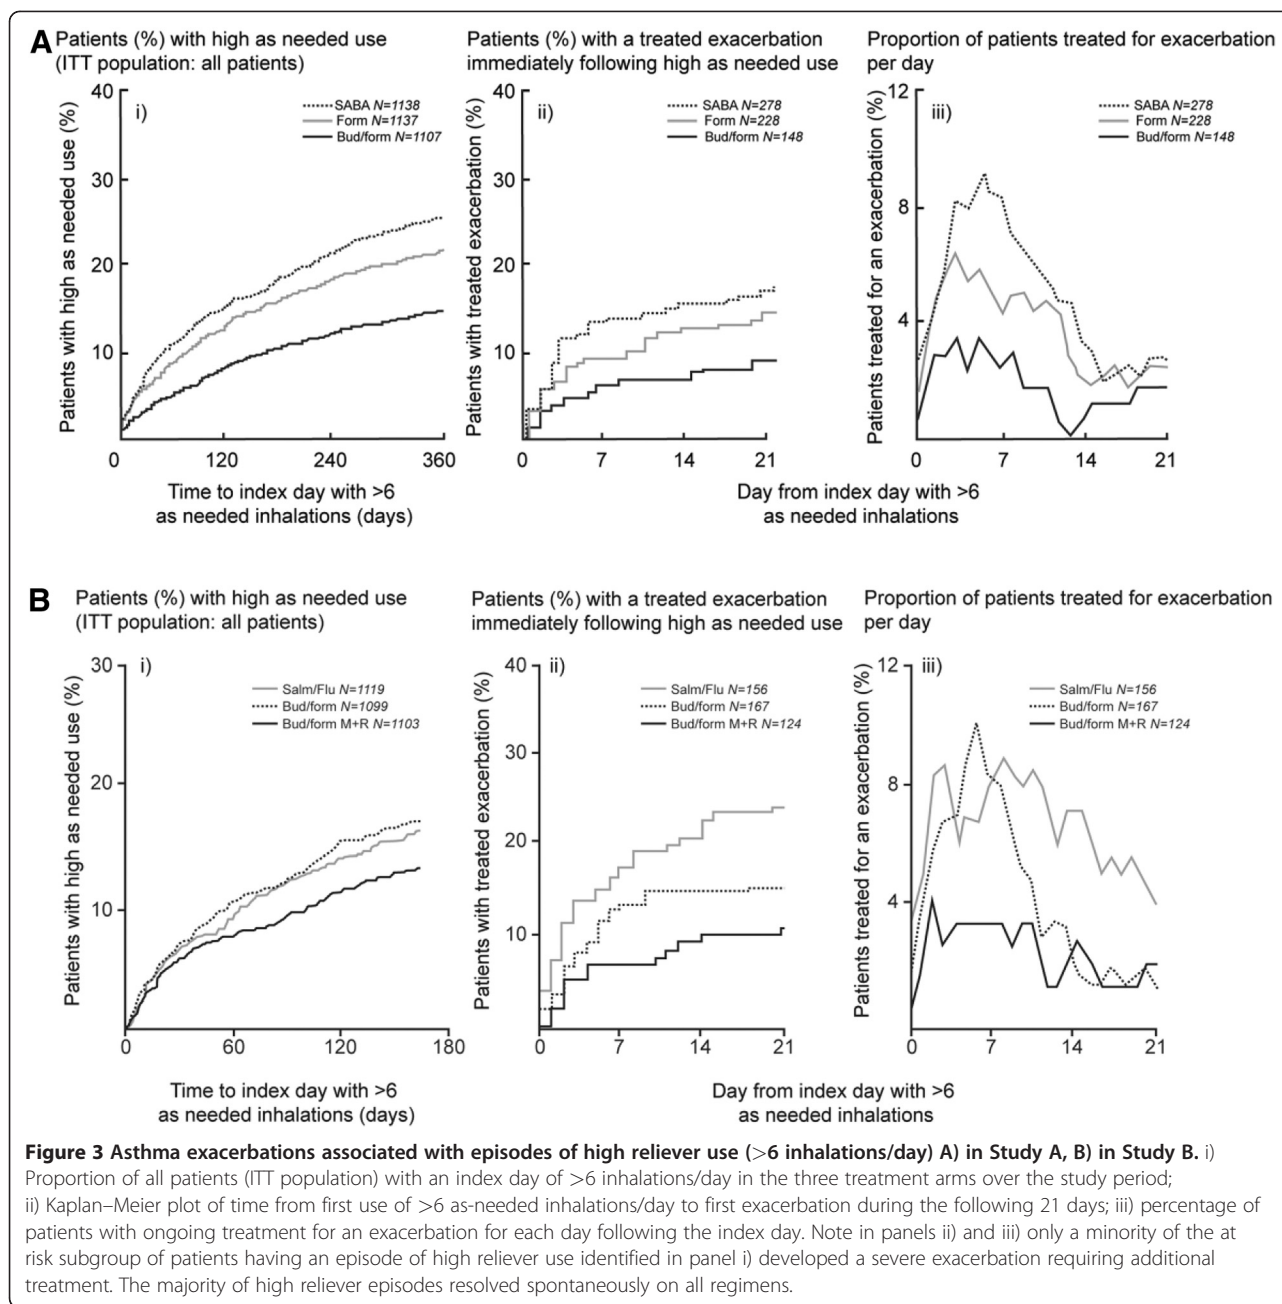 A
Patients (%) with high as needed use
(ITT population: all patients)
Patients (%) with a treated exacerbation
immediately following high as needed use
Proportion of patients treated for exacerbation
per day
i)
Patients with high as needed use (%)
40
30
20
10
0
120
240
360
SABA N=1138
Form N=1137
Bud/form N=1107
Time to index day with >6
as needed inhalations (days)
ii)
Patients with treated exacerbation (%)
40
30
20
10
0
7
14
21
SABA N=278
Form N=228
Bud/form N=148
iii)
Patients treated for an exacerbation (%)
12
8
4
0
7
14
21
SABA N=278
Form N=228
Bud/form N=148
Day from index day with >6
as needed inhalations
B
Patients (%) with high as needed use
(ITT population: all patients)
Patients (%) with a treated exacerbation
immediately following high as needed use
Proportion of patients treated for exacerbation
per day
i)
Patients with high as needed use (%)
30
20
10
0
60
120
180
Salm/Flu N=1119
Bud/form N=1099
Bud/form M+R N=1103
Time to index day with >6
as needed inhalations (days)
ii)
Patients with treated exacerbation (%)
40
30
20
10
0
7
14
21
Salm/Flu N=156
Bud/form N=167
Bud/form M+R N=124
iii)
Patients treated for an exacerbation (%)
12
8
4
0
7
14
21
Salm/Flu N=156
Bud/form N=167
Bud/form M+R N=124
Day from index day with >6
as needed inhalations
Figure 3 Asthma exacerbations associated with episodes of high reliever use (>6 inhalations/day) A) in Study A, B) in Study B. i)
Proportion of all patients (ITT population) with an index day of >6 inhalations/day in the three treatment arms over the study period;
ii) Kaplan–Meier plot of time from first use of >6 as-needed inhalations/day to first exacerbation during the following 21 days; iii) percentage of
patients with ongoing treatment for an exacerbation for each day following the index day. Note in panels ii) and iii) only a minority of the at
risk subgroup of patients having an episode of high reliever use identified in panel i) developed a severe exacerbation requiring additional
treatment. The majority of high reliever episodes resolved spontaneously on all regimens.